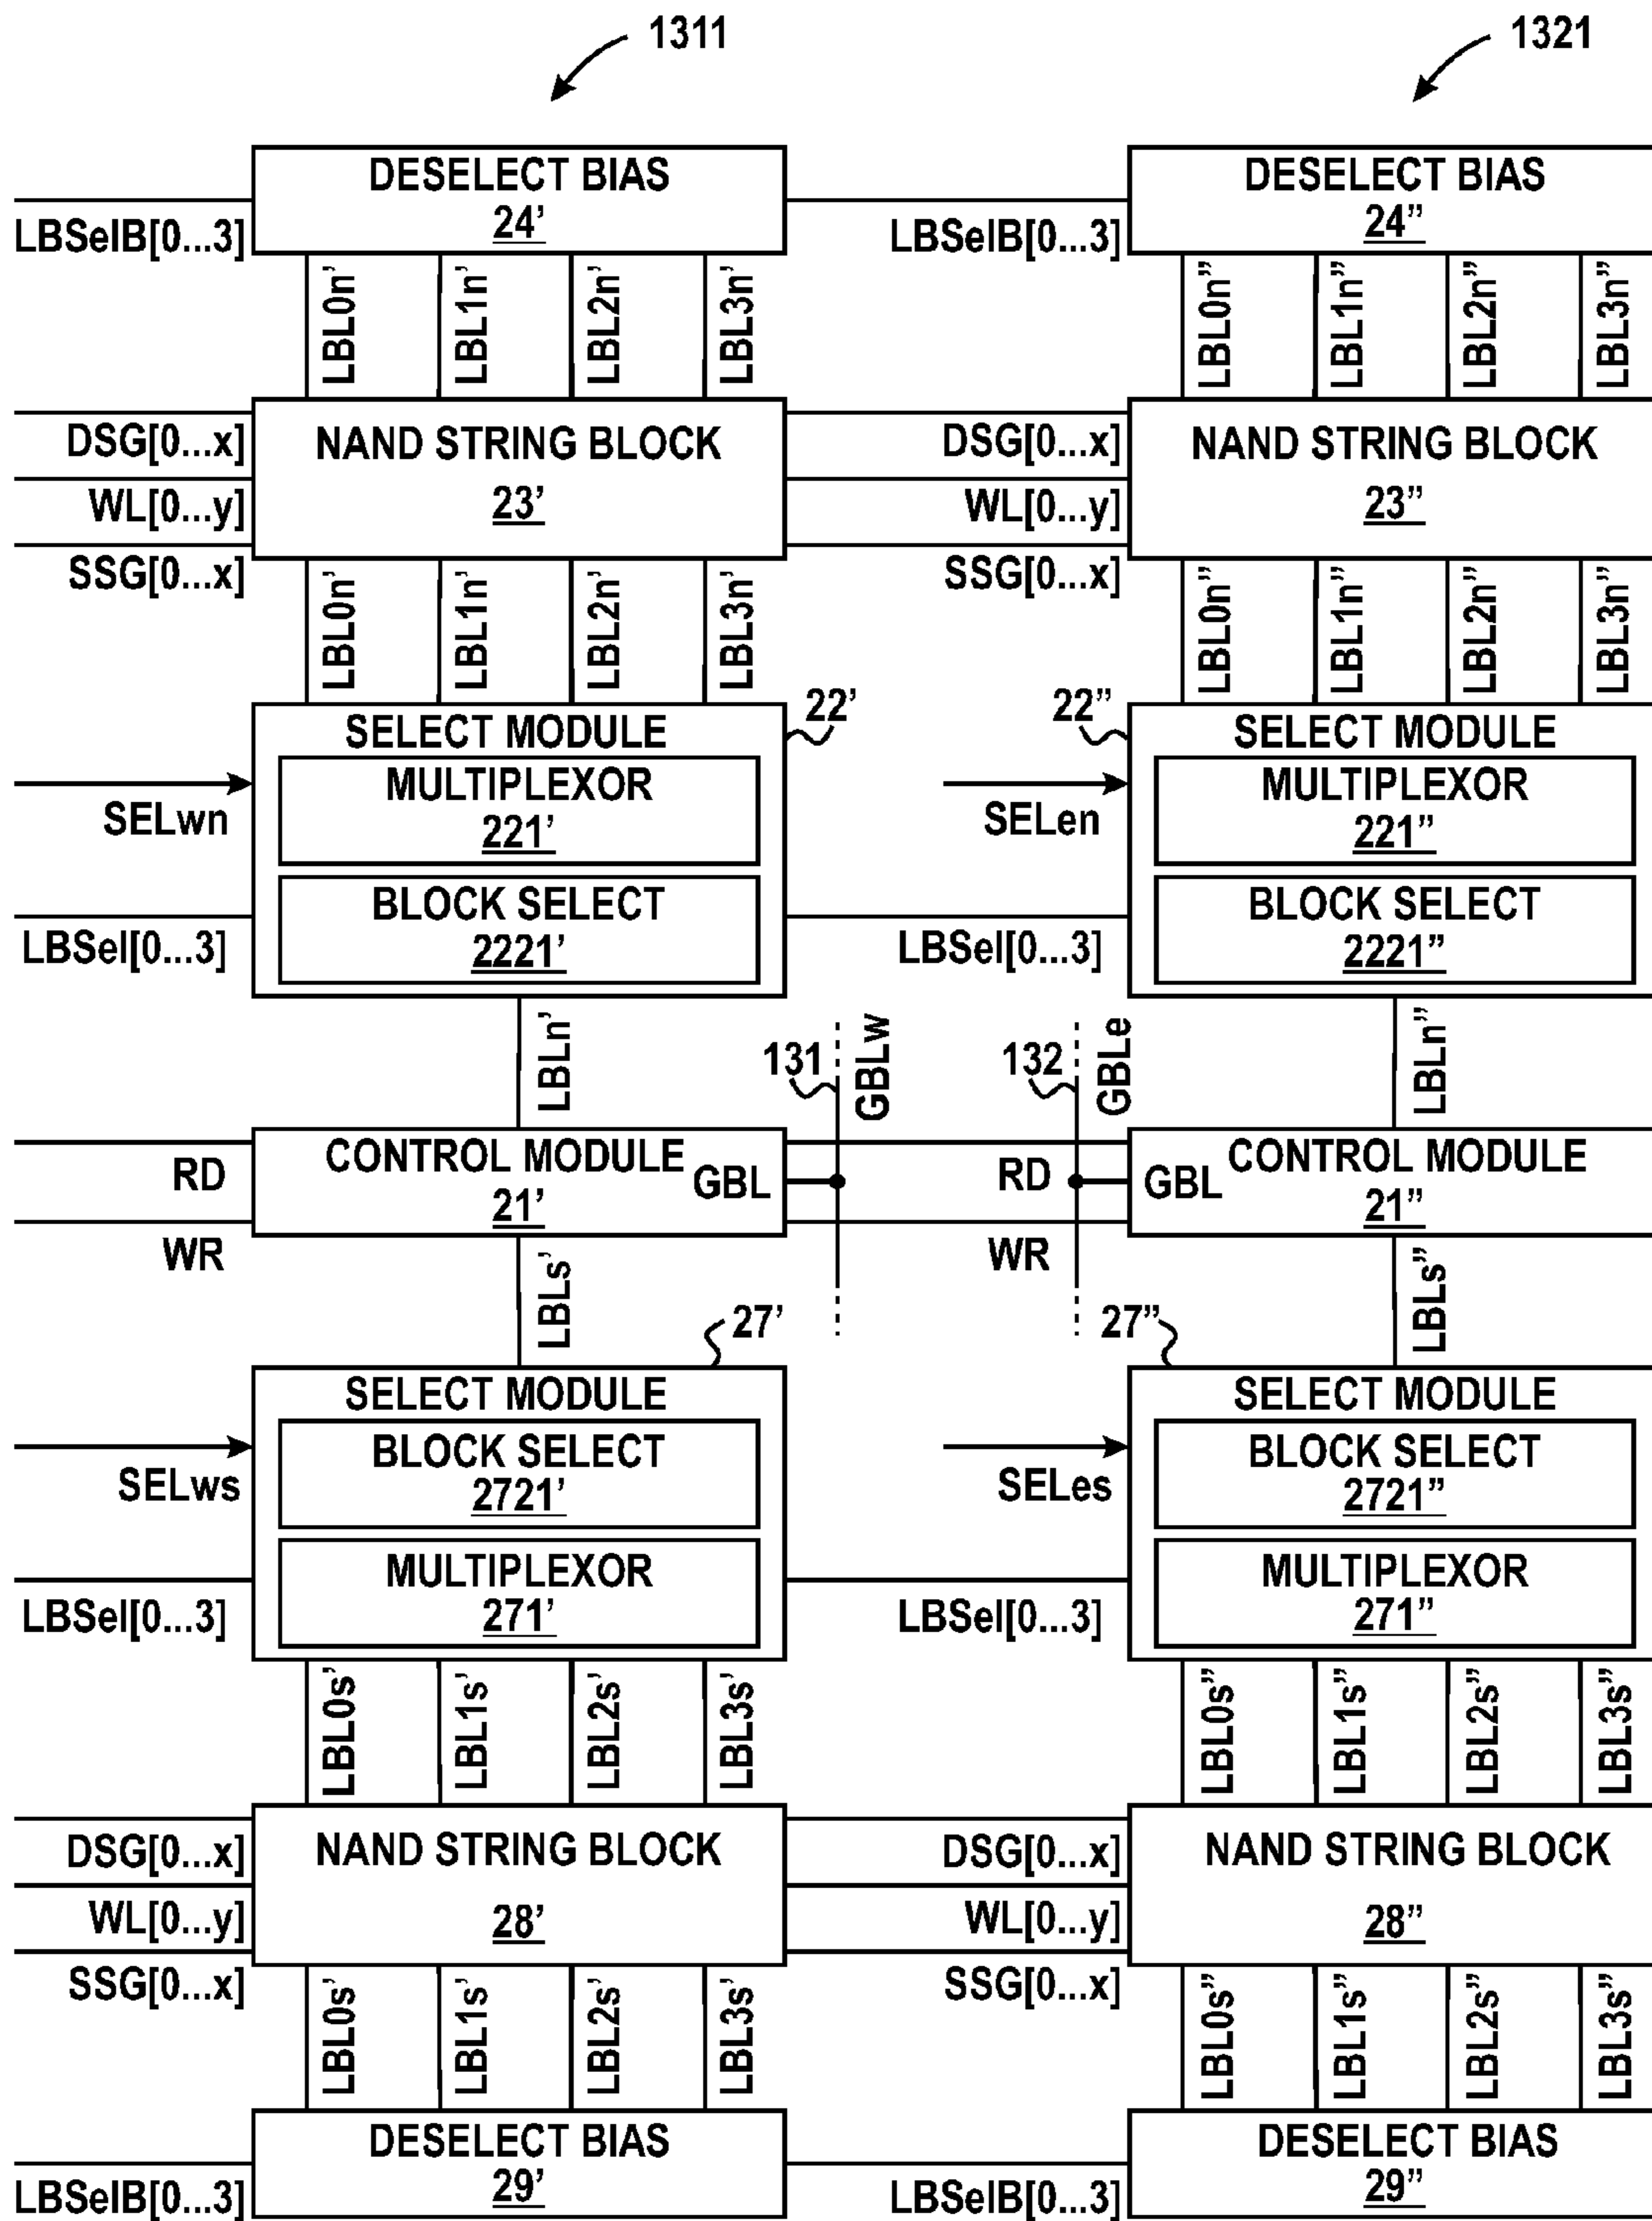 1311
1321
DESELECT BIAS
24’
DESELECT BIAS
24”
LBSelB[0...3]
LBSelB[0...3]
LBL0n’
LBL1n’
LBL2n’
LBL3n’
LBL0n”
LBL1n”
LBL2n”
LBL3n”
DSG[0...x]
WL[0...y]
SSG[0...x]
NAND STRING BLOCK
23’
DSG[0...x]
WL[0...y]
SSG[0...x]
NAND STRING BLOCK
23”
LBL0n’
LBL1n’
LBL2n’
LBL3n’
LBL0n”
LBL1n”
LBL2n”
LBL3n”
22’
22”
SELECT MODULE
MULTIPLEXOR
221’
BLOCK SELECT
2221’
SELwn
LBSel[0...3]
SELECT MODULE
MULTIPLEXOR
221”
BLOCK SELECT
2221”
SELen
LBSel[0...3]
LBLn’
131
GBLw
132
GBLe
LBLn”
RD
WR
CONTROL MODULE
21’
GBL
RD
WR
GBL
CONTROL MODULE
21”
LBLs’
27’
27”
LBLs”
SELECT MODULE
BLOCK SELECT
2721’
MULTIPLEXOR
271’
SELws
LBSel[0...3]
SELECT MODULE
BLOCK SELECT
2721”
MULTIPLEXOR
271”
SELes
LBSel[0...3]
LBL0s’
LBL1s’
LBL2s’
LBL3s’
LBL0s”
LBL1s”
LBL2s”
LBL3s”
DSG[0...x]
WL[0...y]
SSG[0...x]
NAND STRING BLOCK
28’
DSG[0...x]
WL[0...y]
SSG[0...x]
NAND STRING BLOCK
28”
LBL0s’
LBL1s’
LBL2s’
LBL3s’
LBL0s”
LBL1s”
LBL2s”
LBL3s”
DESELECT BIAS
29’
DESELECT BIAS
29”
LBSelB[0...3]
LBSelB[0...3]